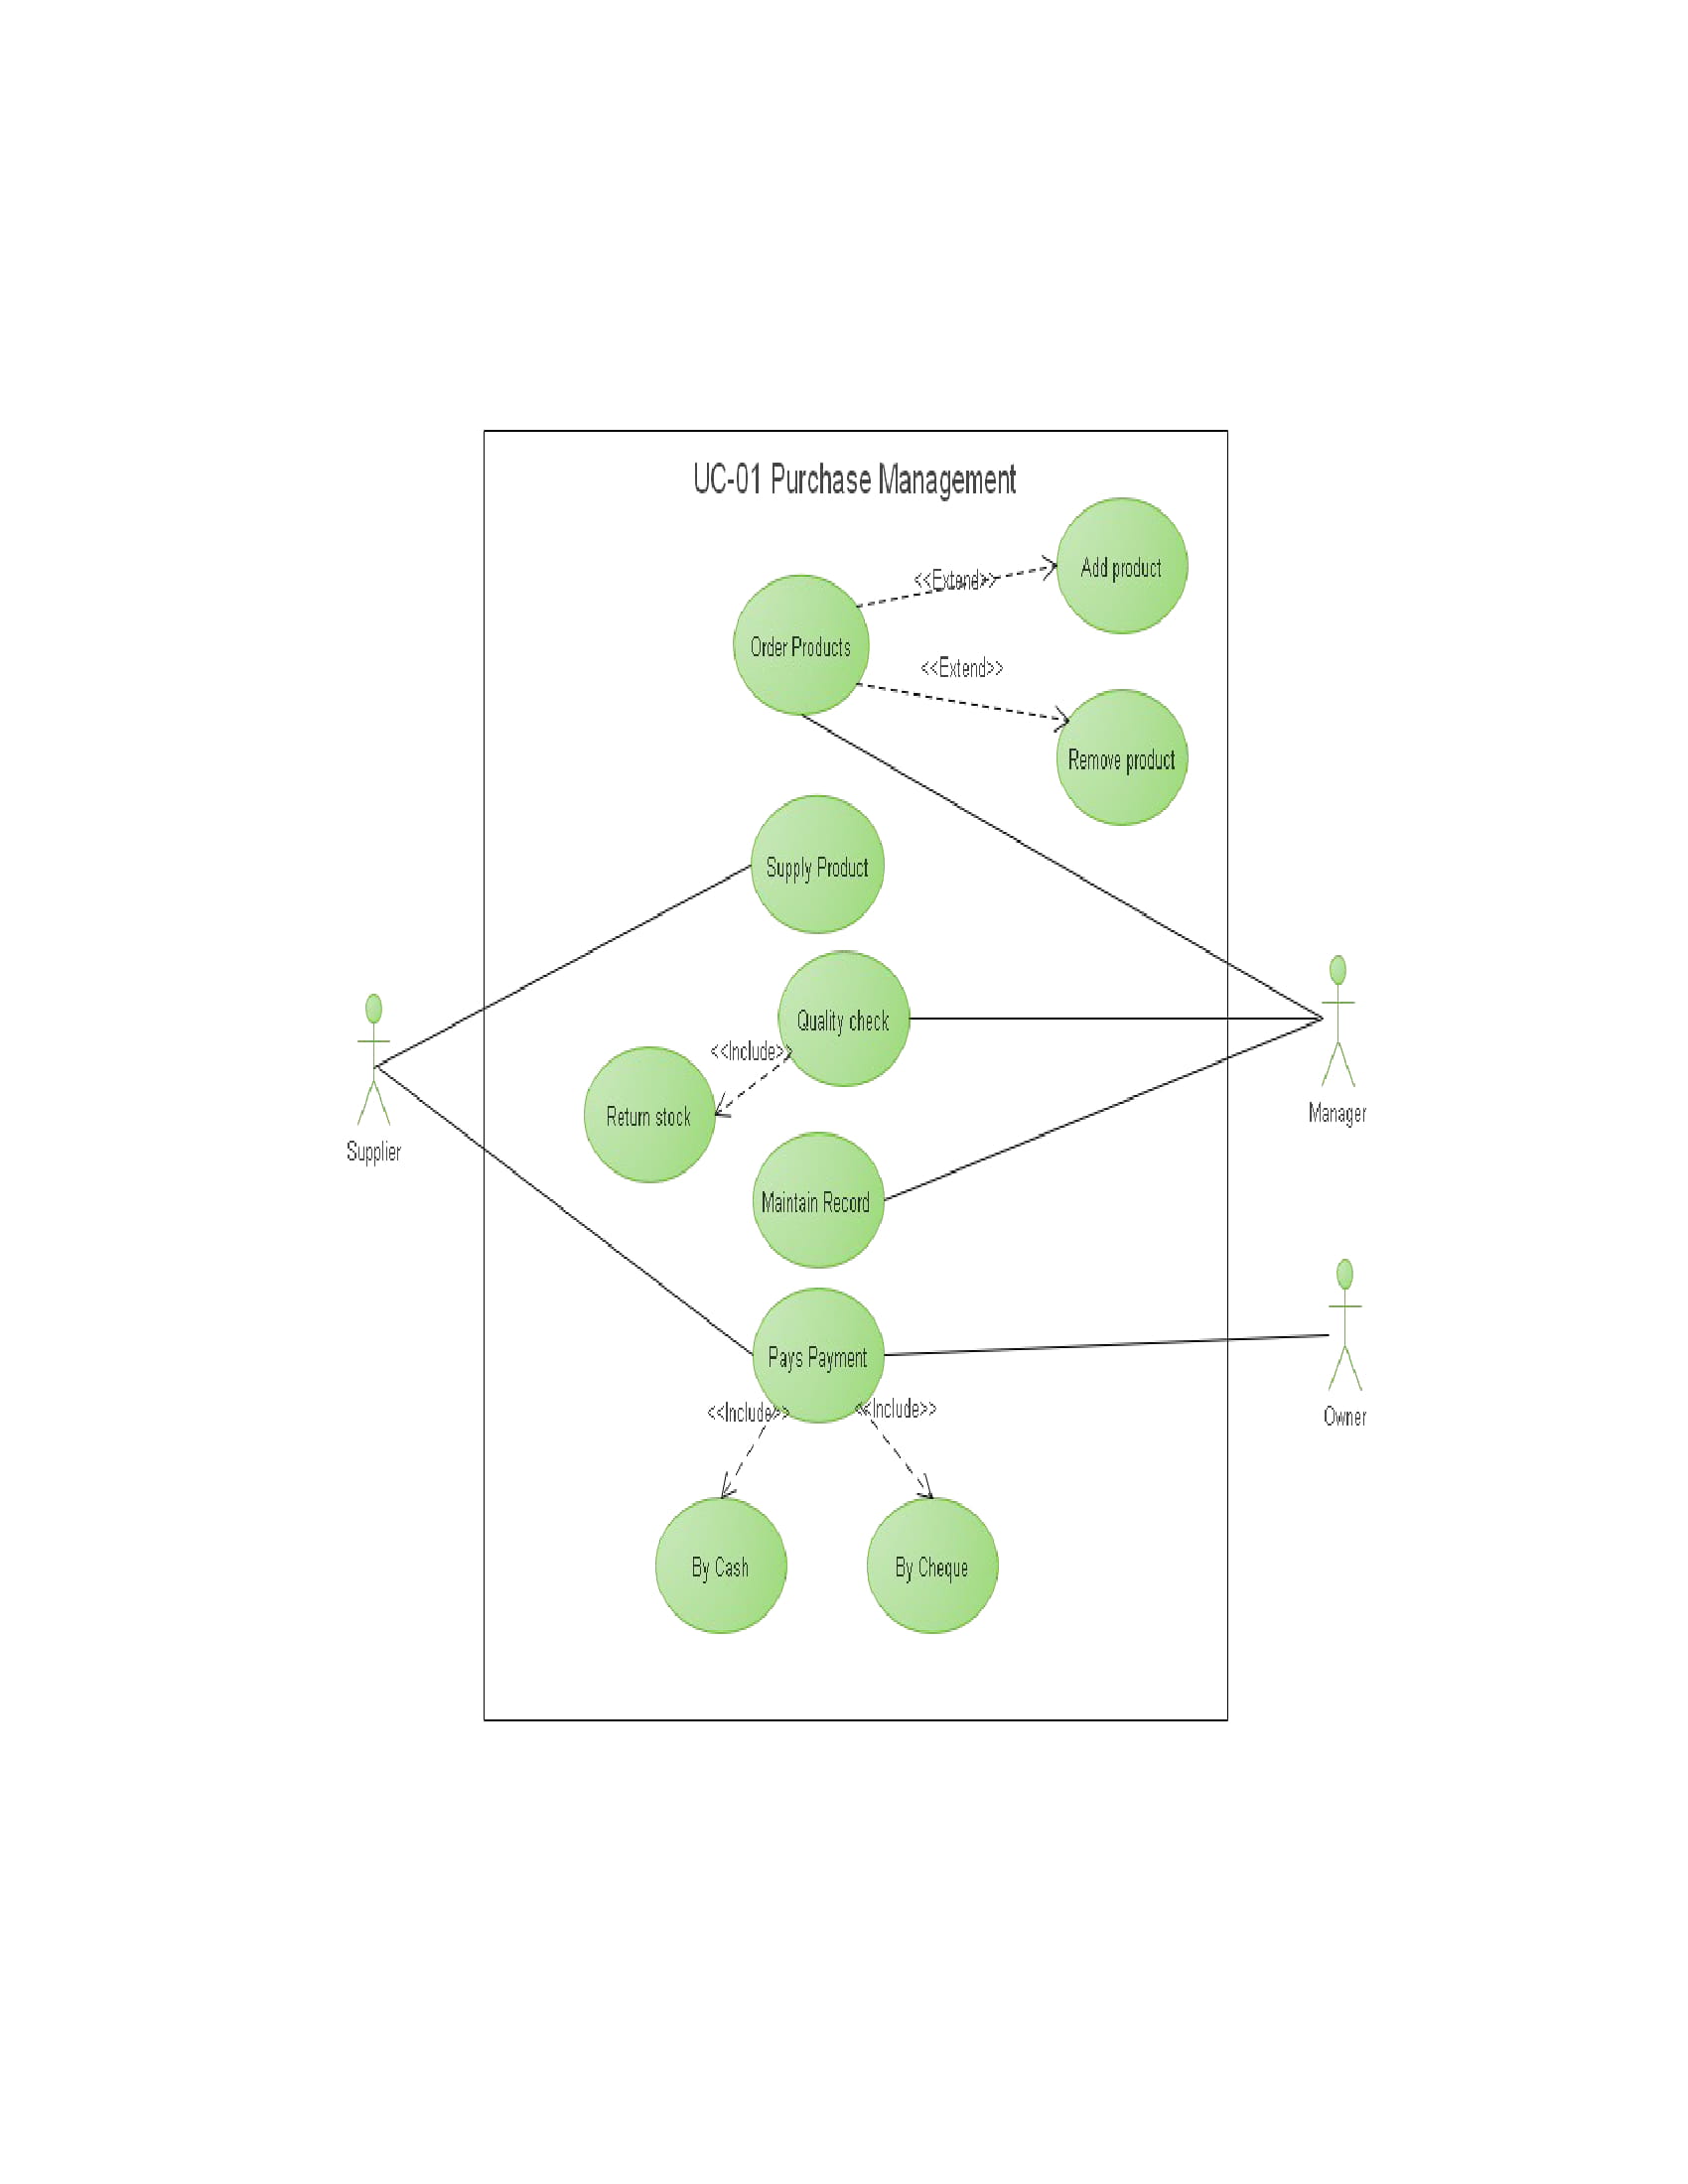 UC-01 Purchase Management
Add product
<<Extend>>
Order Products
<<Extend>>
Remove product
Supply Product
Quality check
<<Include>>
Return stock
Manager
Supplier
Maintain Record
Pays Payment
<<Include>>
<<Include>>
Owner
By Cash
By Cheque